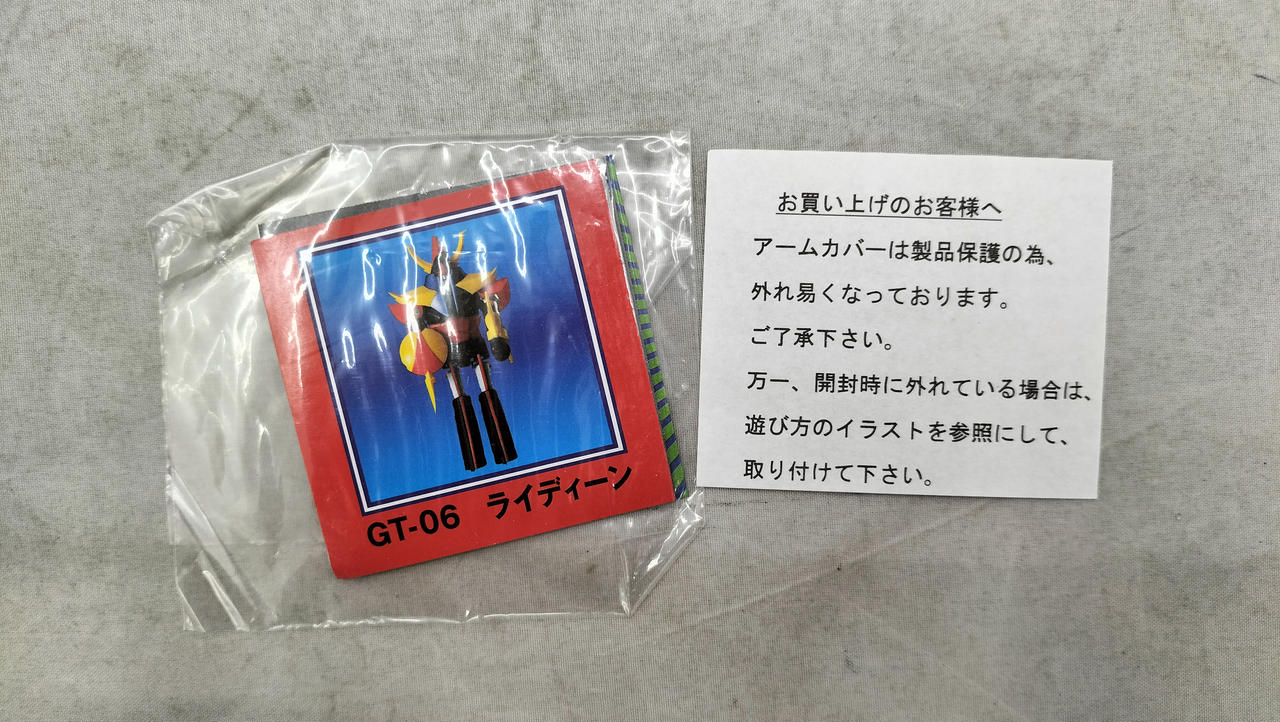 GT-06 ライディーン
お買い上げのお客様へ
アームカバーは製品保護の為、
外れ易くなっております。
ご了承下さい。
万一、開封時に外れている場合は、
遊び方のイラストを参照にして、
取り付けて下さい。